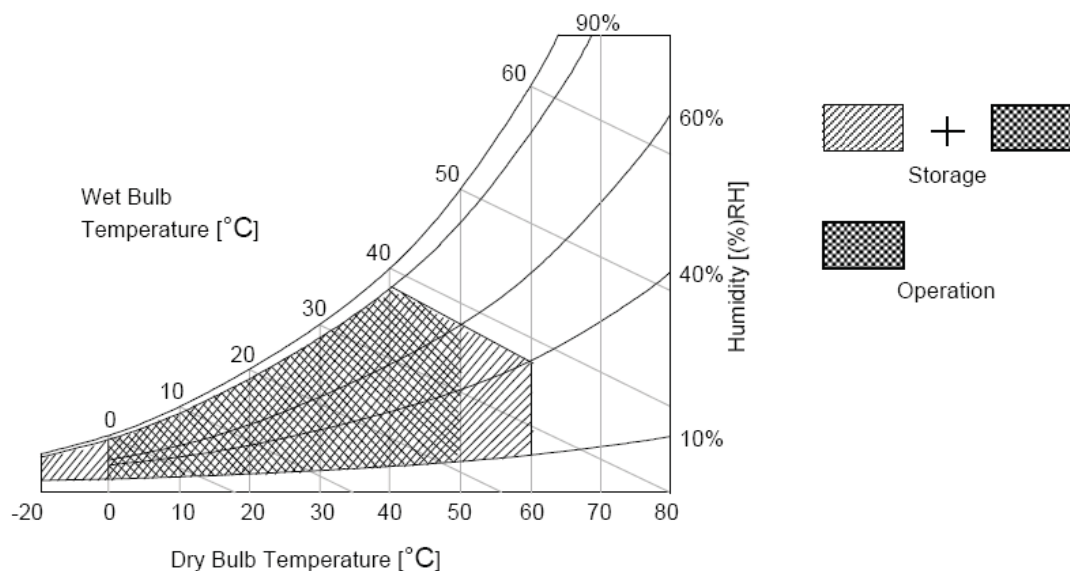 90%
60
60%
50
Storage
Wet Bulb
Temperature [°C]
40
40%
30
Operation
20
10
0
10%
Humidity [(%)RH]
-20 0 10 20 30 40 50 60 70 80
Dry Bulb Temperature [°C]